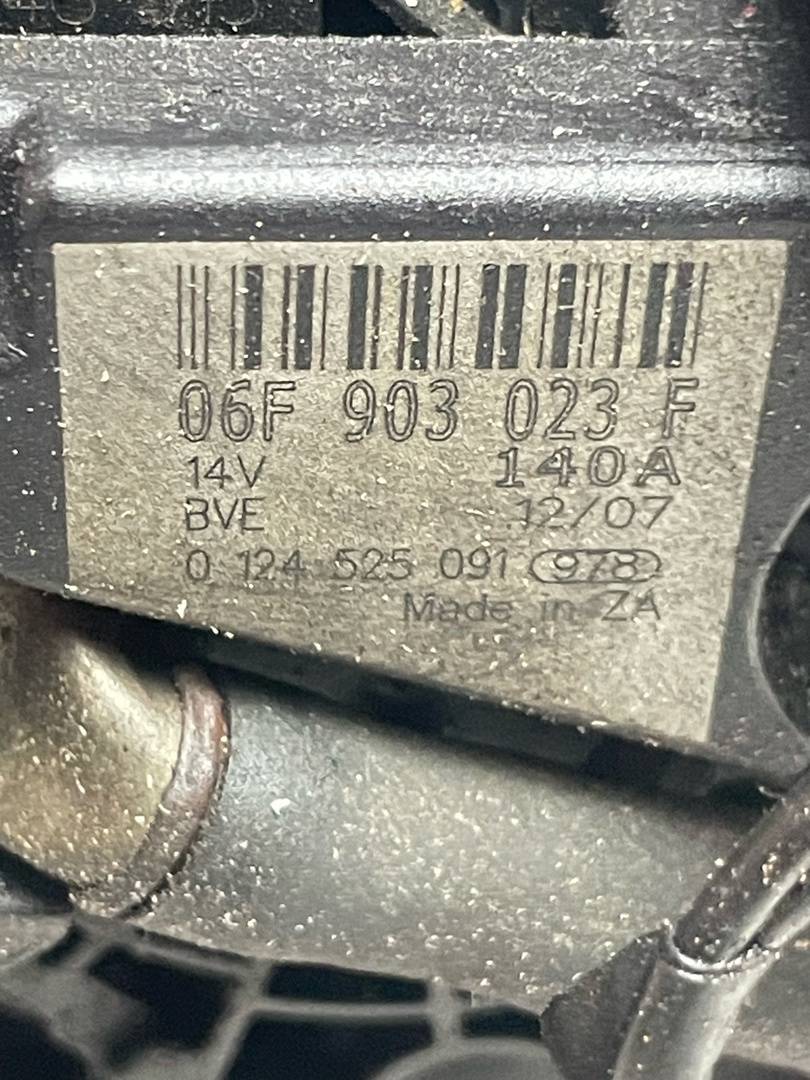 06F 903 023 F
14V 140A
BVE 12/07
0 124 525 091 978
Made in ZA